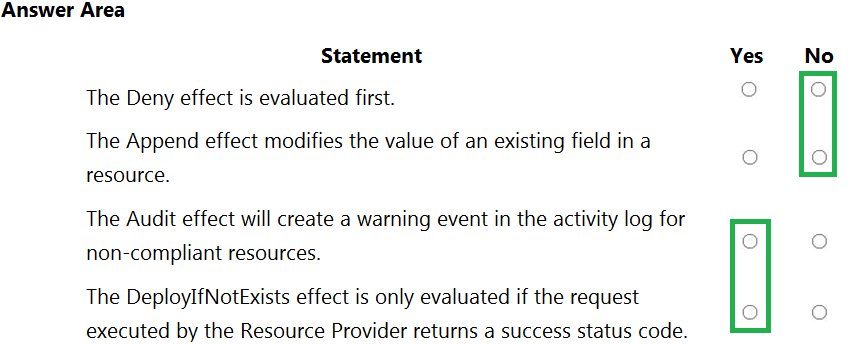 Answer Area
Statement Yes No
The Deny effect is evaluated first.
The Append effect modifies the value of an existing field in a
resource.
The Audit effect will create a warning event in the activity log for
non-compliant resources.
The DeployIfNotExists effect is only evaluated if the request
executed by the Resource Provider returns a success status code.